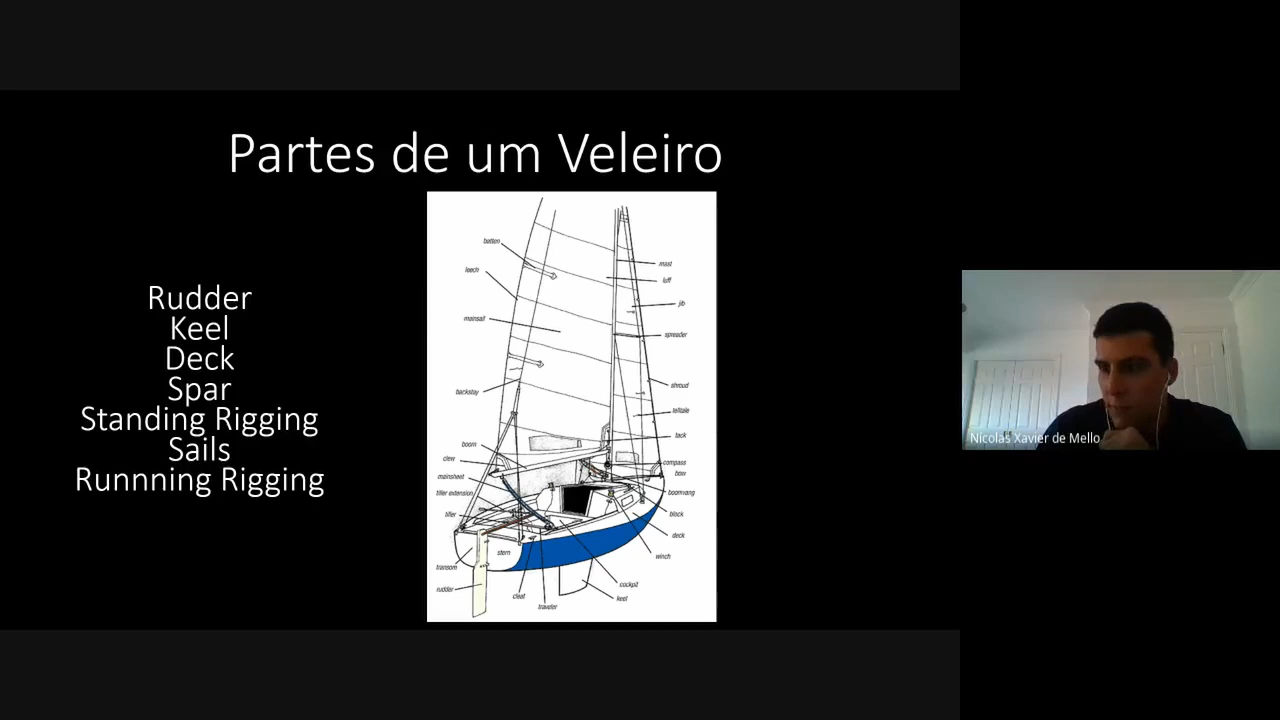 Partes de um Veleiro
Rudder
Keel
Deck
Spar
Standing Rigging
Sails
Runnning Rigging
batten
leech
mainsail
backstay
boom
clew
mainsheet
tiller extension
tiller
transom
rudder
stern
cleat
traveler
mast
luff
jib
spreader
shroud
telltale
tack
compass
bow
boomvang
block
deck
winch
cockpit
keel
Nicolas Xavier de Mello